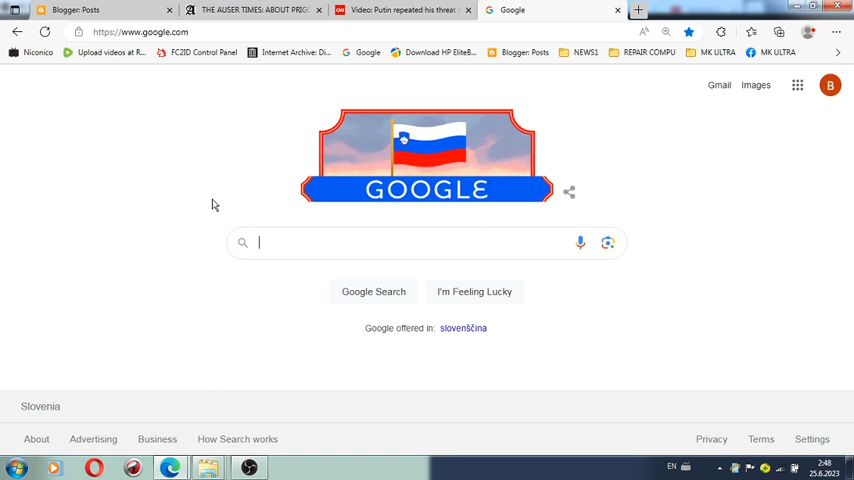 Blogger: Posts
THE AUSER TIMES: ABOUT PRIGO
Video: Putin repeated his threat a
Google
https://www.google.com
Niconico
Upload videos at R...
FC2ID Control Panel
Internet Archive: Di...
Google
Download HP EliteB...
Blogger: Posts
NEWS1
REPAIR COMPU
MK ULTRA
MK ULTRA
Gmail
Images
B
GOOGLE
Google Search
I'm Feeling Lucky
Google offered in: slovenščina
Slovenia
About
Advertising
Business
How Search works
Privacy
Terms
Settings
EN
2:48
25.6.2023